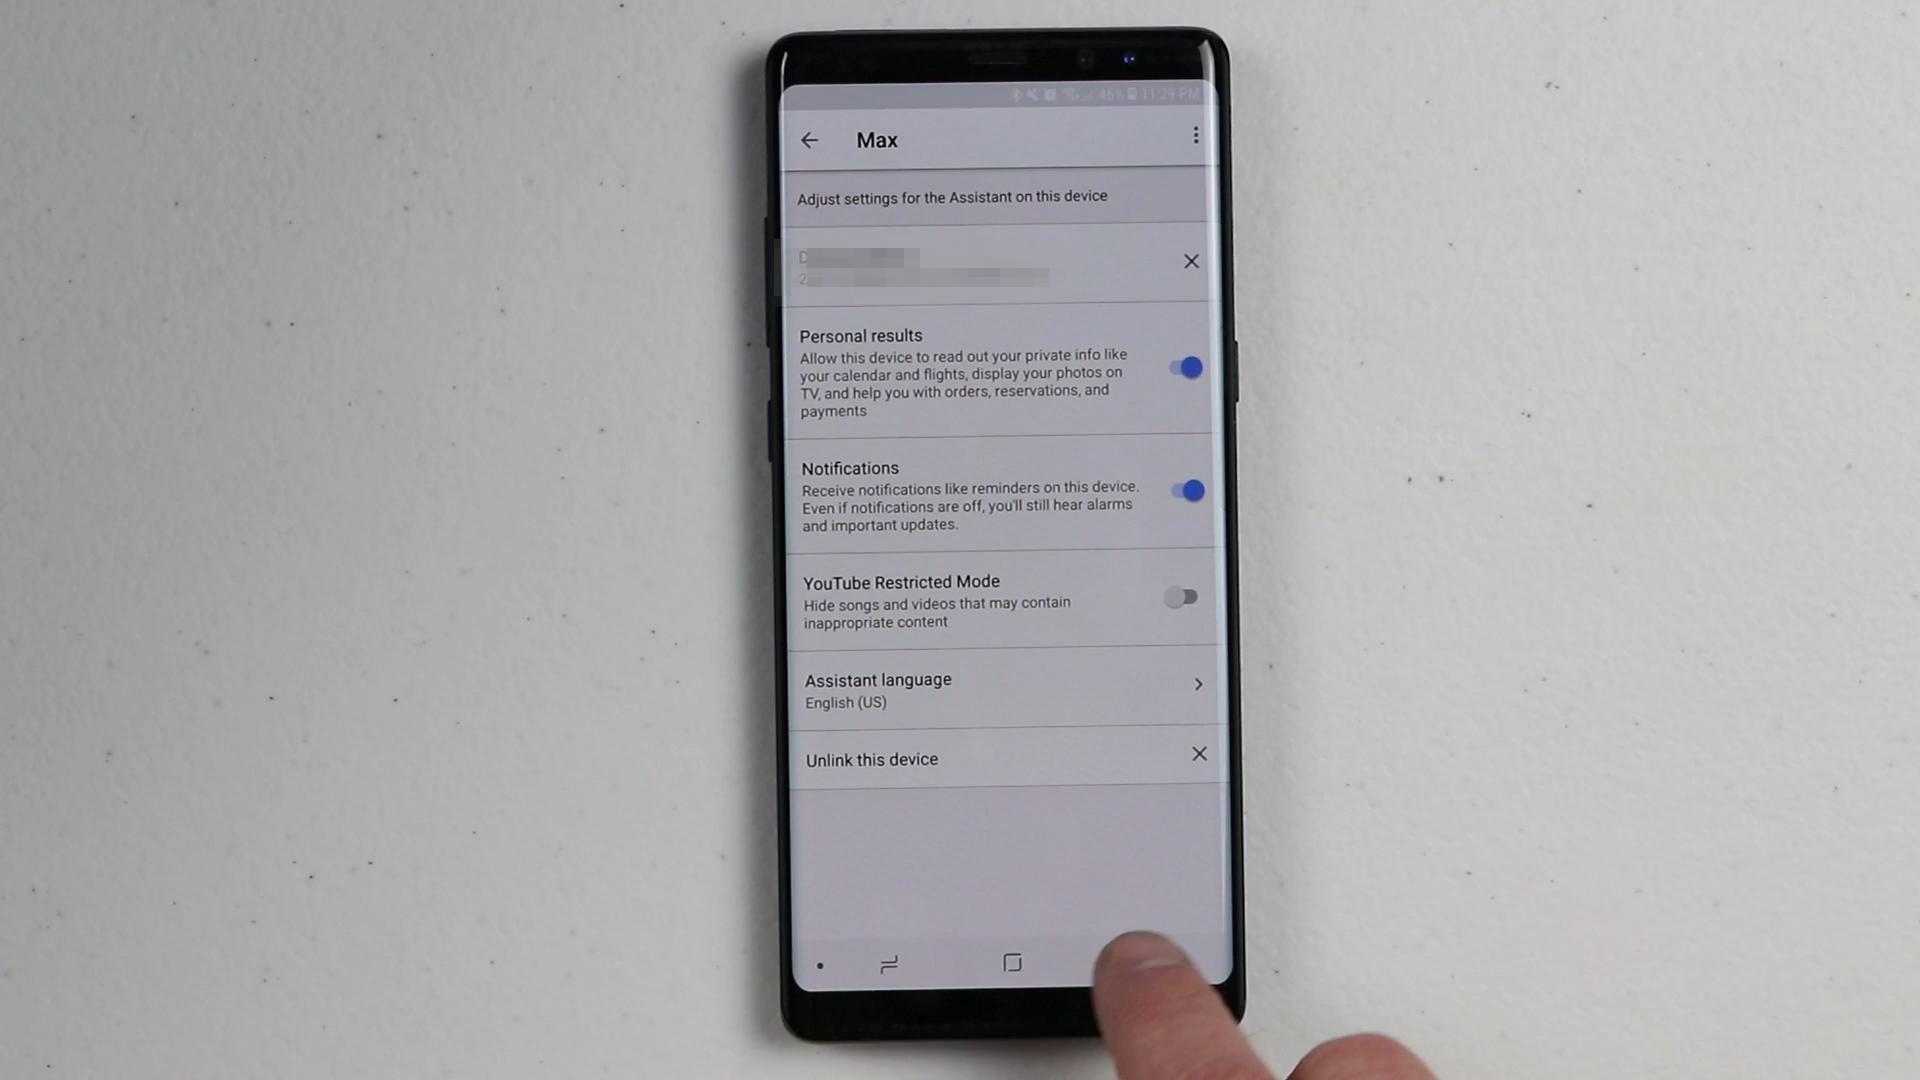 46% 11:29 PM
Max
Adjust settings for the Assistant on this device
Personal results
Allow this device to read out your private info like
your calendar and flights, display your photos on
TV, and help you with orders, reservations, and
payments
Notifications
Receive notifications like reminders on this device.
Even if notifications are off, you'll still hear alarms
and important updates.
YouTube Restricted Mode
Hide songs and videos that may contain
inappropriate content
Assistant language
English (US)
Unlink this device